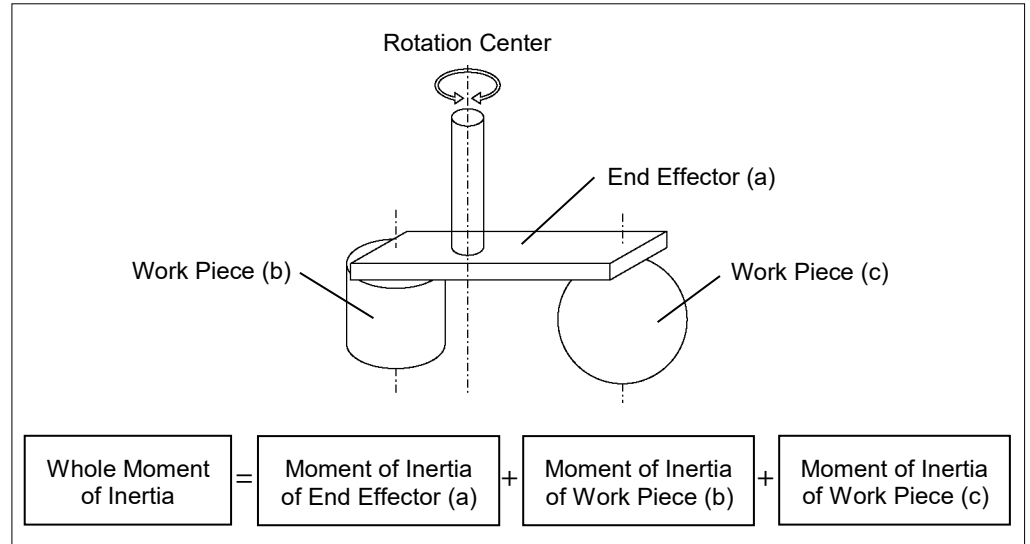 Rotation Center
End Effector (a)
Work Piece (b)
Work Piece (c)
Whole Moment
of Inertia
=
Moment of Inertia
of End Effector (a)
+
Moment of Inertia
of Work Piece (b)
+
Moment of Inertia
of Work Piece (c)